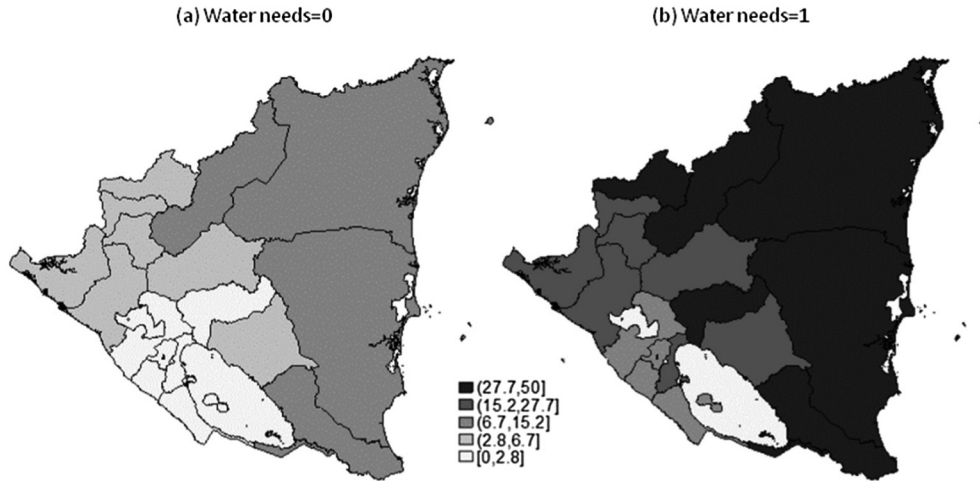 (a) Water needs=0
(b) Water needs=1
(27.7,50]
(15.2,27.7]
(6.7,15.2]
(2.8,6.7]
[0,2.8]